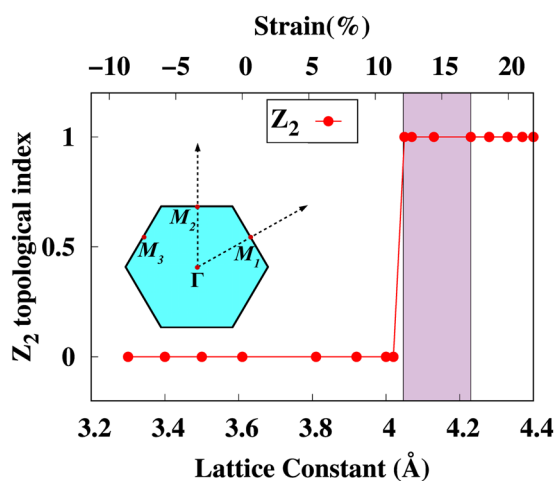 Strain(%)
−10 −5 0 5 10 15 20
Z2
1
0.5
0
Z2 topological index
M2
M3
M1
Γ
3.2 3.4 3.6 3.8 4 4.2 4.4
Lattice Constant (Å)